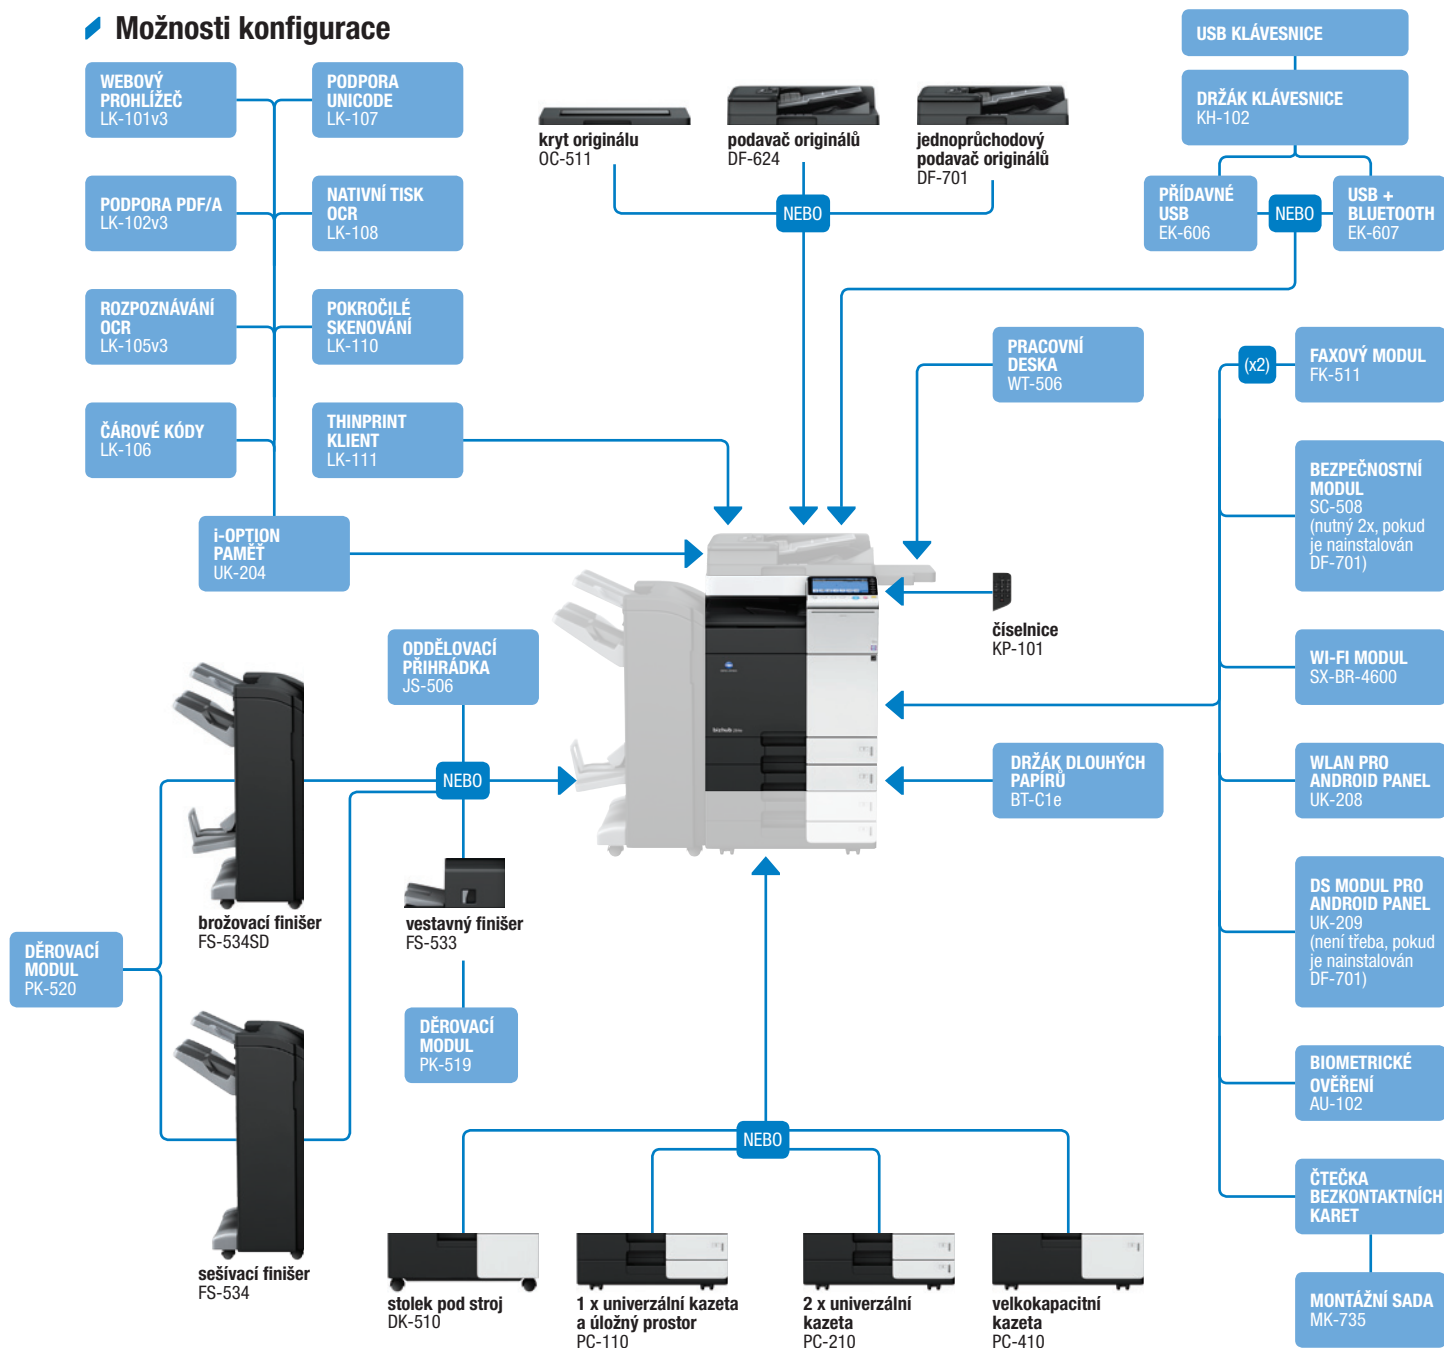 Možnosti konfigurace
WEBOVÝ
PROHLÍŽEČ
LK-101v3
PODPORA
UNICODE
LK-107
PODPORA PDF/A
LK-102v3
NATIVNÍ TISK
OCR
LK-108
ROZPOZNÁVÁNÍ
OCR
LK-105v3
POKROČILÉ
SKENOVÁNÍ
LK-110
ČÁROVÉ KÓDY
LK-106
THINPRINT
KLIENT
LK-111
i-OPTION
PAMĚŤ
UK-204
kryt originálu
OC-511
podavač originálů
DF-624
jednoprůchodový
podavač originálů
DF-701
NEBO
USB KLÁVESNICE
DRŽÁK KLÁVESNICE
KH-102
PŘÍDAVNÉ
USB
EK-606
NEBO
USB +
BLUETOOTH
EK-607
PRACOVNÍ
DESKA
WT-506
(x2)
FAXOVÝ MODUL
FK-511
BEZPEČNOSTNÍ
MODUL
SC-508
(nutný 2x, pokud
je nainstalován
DF-701)
číselnice
KP-101
WI-FI MODUL
SX-BR-4600
DRŽÁK DLOUHÝCH
PAPÍRŮ
BT-C1e
WLAN PRO
ANDROID PANEL
UK-208
DS MODUL PRO
ANDROID PANEL
UK-209
(není třeba, pokud
je nainstalován
DF-701)
BIOMETRICKÉ
OVĚŘENÍ
AU-102
ČTEČKA
BEZKONTAKTNÍCH
KARET
MONTÁŽNÍ SADA
MK-735
ODDĚLOVACÍ
PŘIHRÁDKA
JS-506
NEBO
brožovací finišer
FS-534SD
vestavný finišer
FS-533
DĚROVACÍ
MODUL
PK-520
DĚROVACÍ
MODUL
PK-519
sešívací finišer
FS-534
NEBO
stolek pod stroj
DK-510
1 x univerzální kazeta
a úložný prostor
PC-110
2 x univerzální
kazeta
PC-210
velkokapacitní
kazeta
PC-410
bizhub